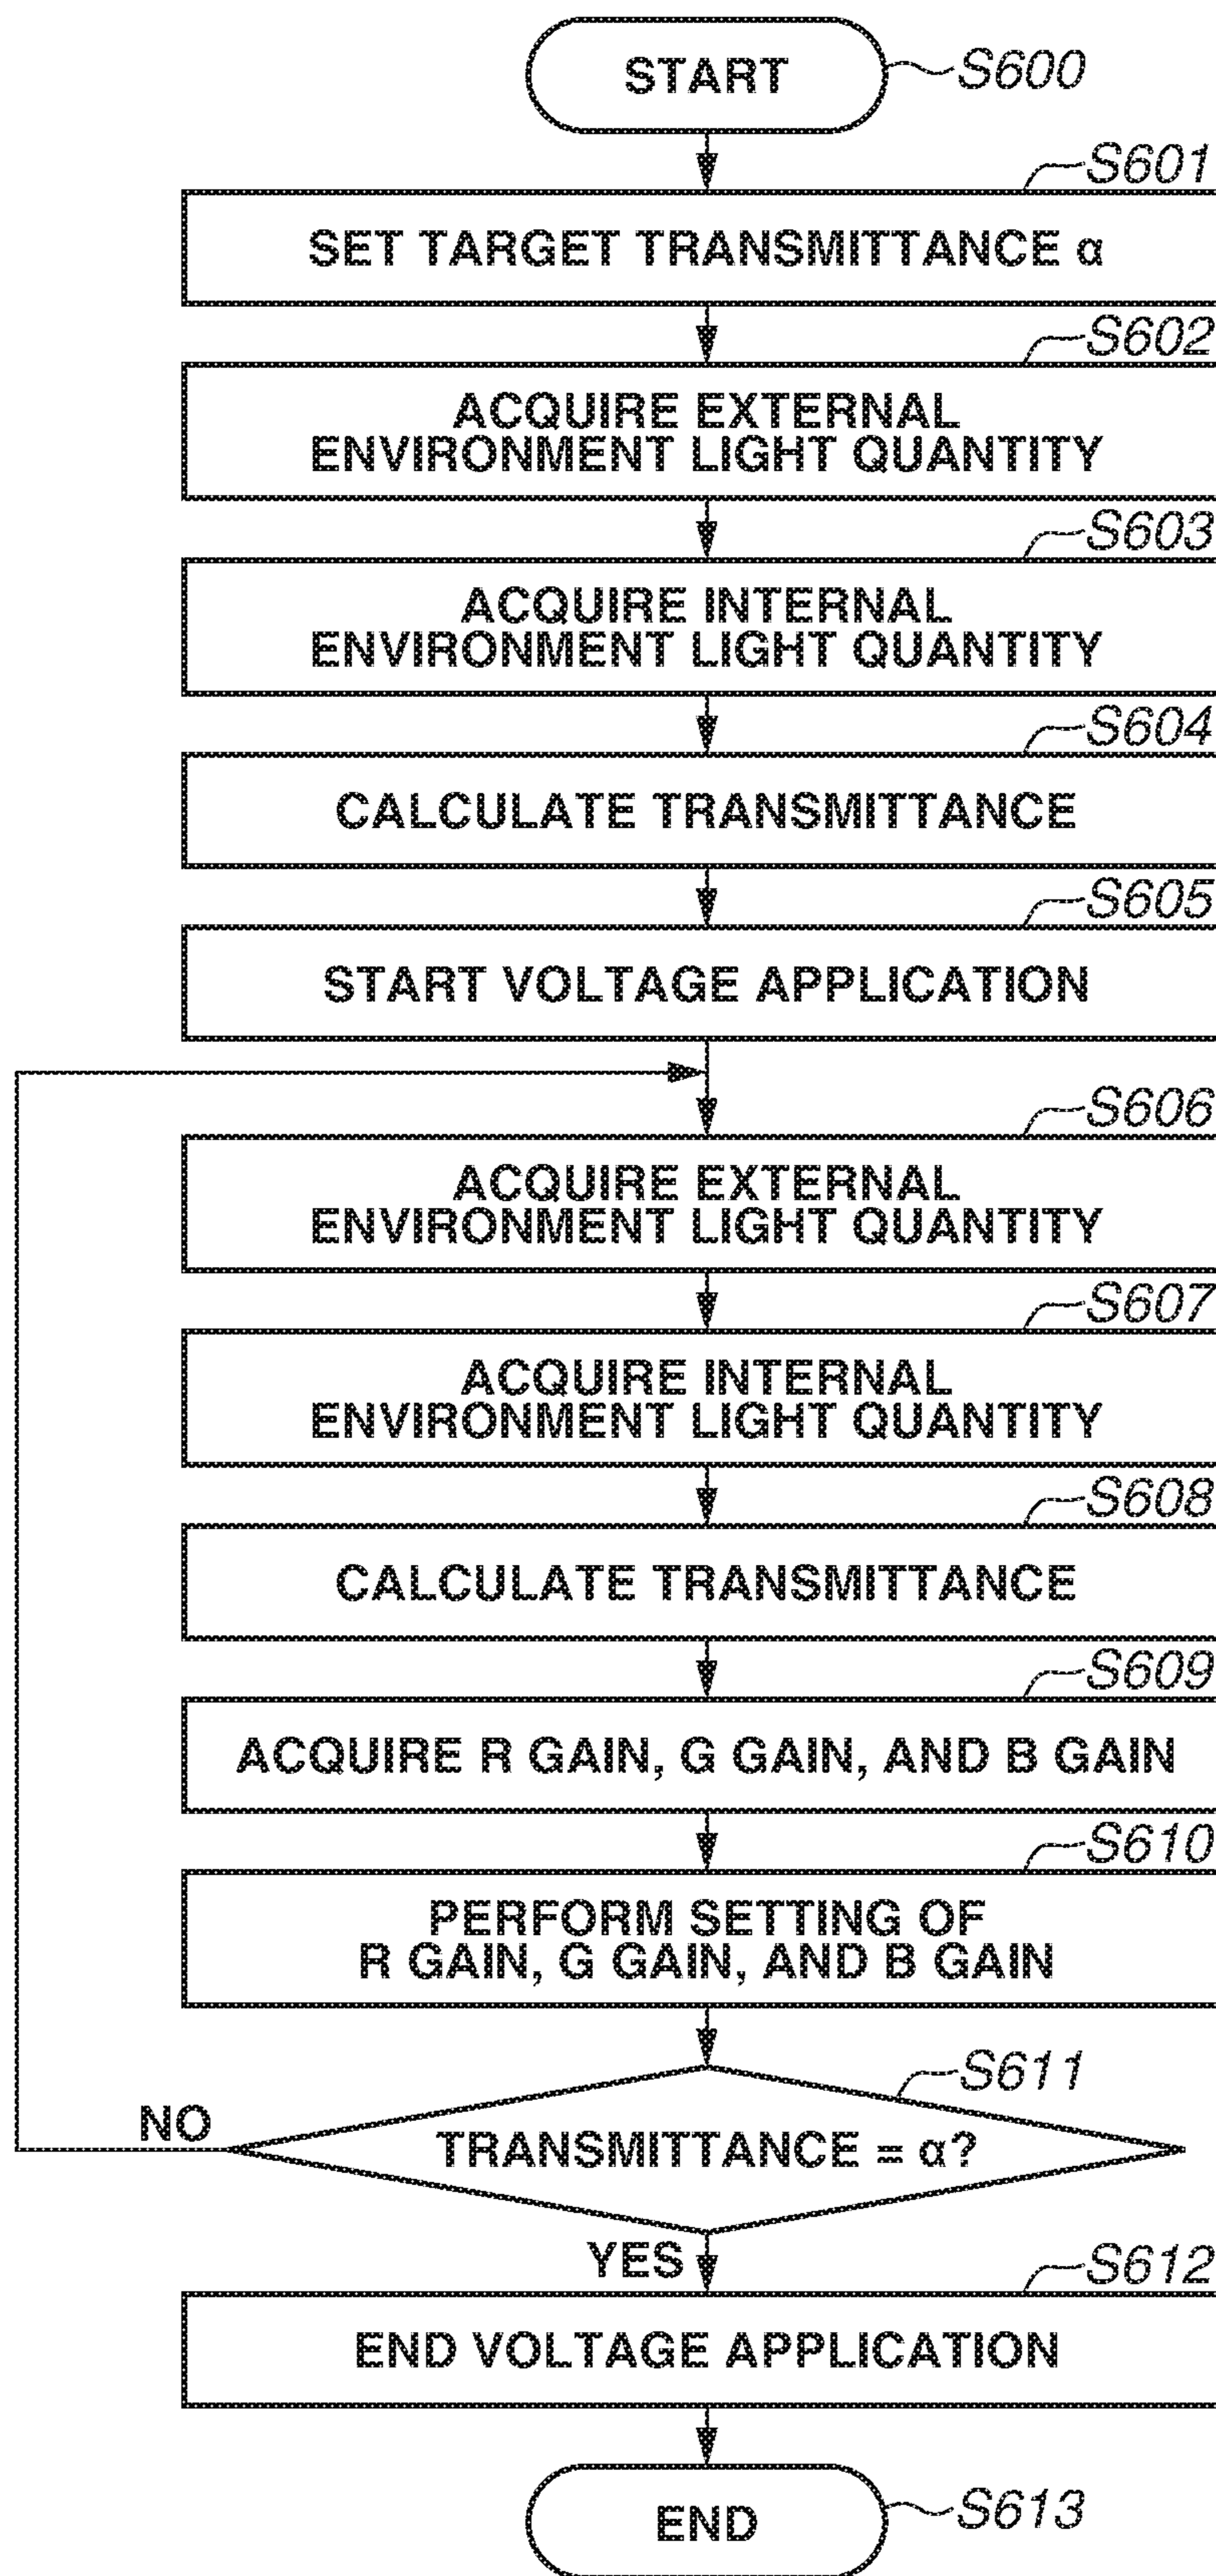 START
S600
S601
SET TARGET TRANSMITTANCE α
S602
ACQUIRE EXTERNAL
ENVIRONMENT LIGHT QUANTITY
S603
ACQUIRE INTERNAL
ENVIRONMENT LIGHT QUANTITY
S604
CALCULATE TRANSMITTANCE
S605
START VOLTAGE APPLICATION
S606
ACQUIRE EXTERNAL
ENVIRONMENT LIGHT QUANTITY
S607
ACQUIRE INTERNAL
ENVIRONMENT LIGHT QUANTITY
S608
CALCULATE TRANSMITTANCE
S609
ACQUIRE R GAIN, G GAIN, AND B GAIN
S610
PERFORM SETTING OF
R GAIN, G GAIN, AND B GAIN
S611
NO
TRANSMITTANCE = α?
YES
S612
END VOLTAGE APPLICATION
END
S613